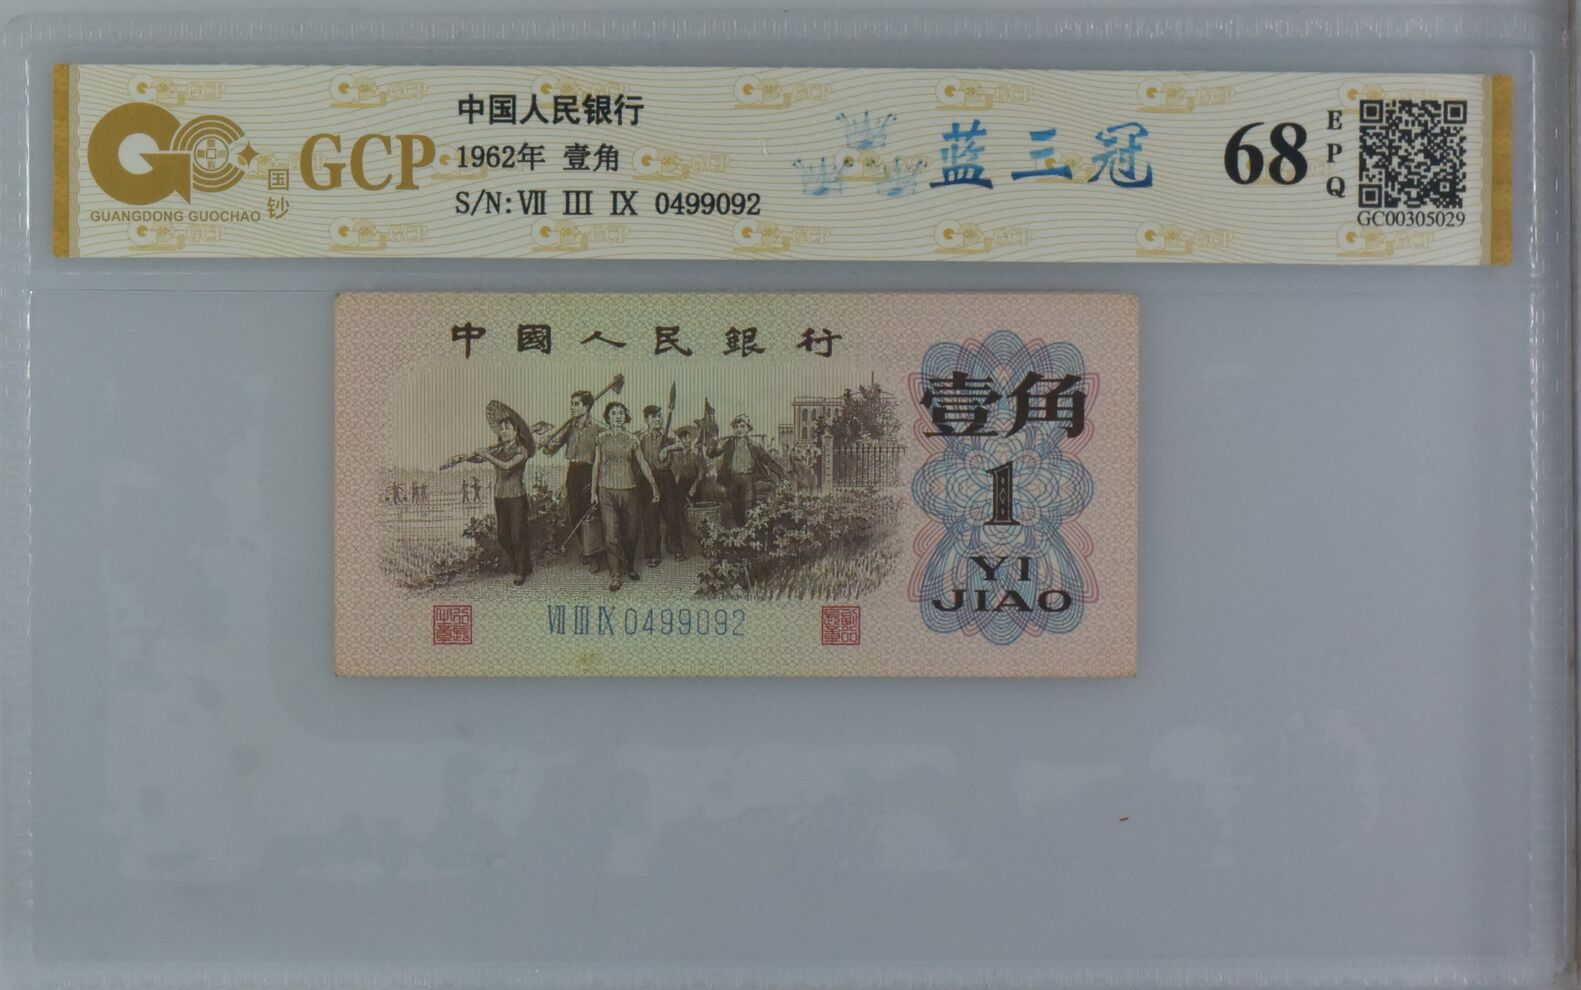 GCP
GUANGDONG GUOCHAO
国钞
中国人民银行
1962年 壹角
S/N: Ⅶ Ⅲ Ⅸ 0499092
蓝三冠
68
EPQ
GC00305029
中國人民銀行
壹角
1
YI
JIAO
Ⅶ Ⅲ Ⅸ 0499092